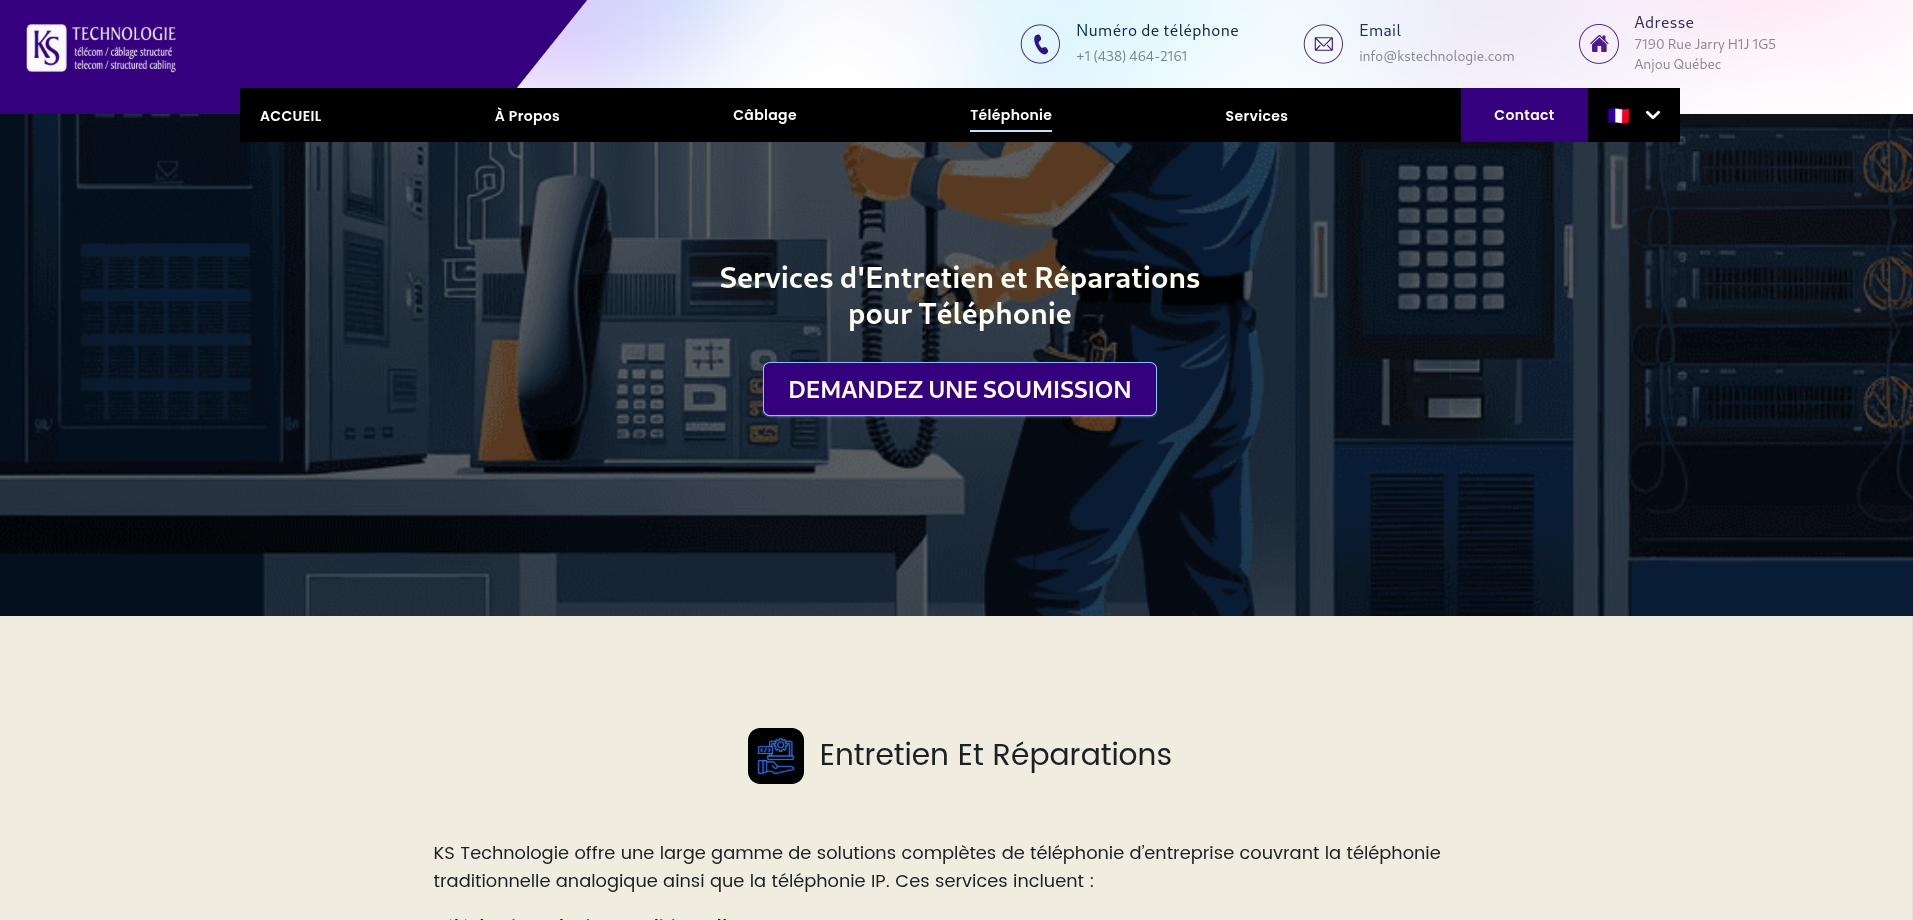 KS TECHNOLOGIE
télécom / câblage structuré
telecom / structured cabling
Numéro de téléphone
+1 (438) 464-2161
Email
info@kstechnologie.com
Adresse
7190 Rue Jarry H1J 1G5
Anjou Québec
ACCUEIL
À Propos
Câblage
Téléphonie
Services
Contact
Services d'Entretien et Réparations
pour Téléphonie
DEMANDEZ UNE SOUMISSION
Entretien Et Réparations
KS Technologie offre une large gamme de solutions complètes de téléphonie d’entreprise couvrant la téléphonie
traditionnelle analogique ainsi que la téléphonie IP. Ces services incluent :